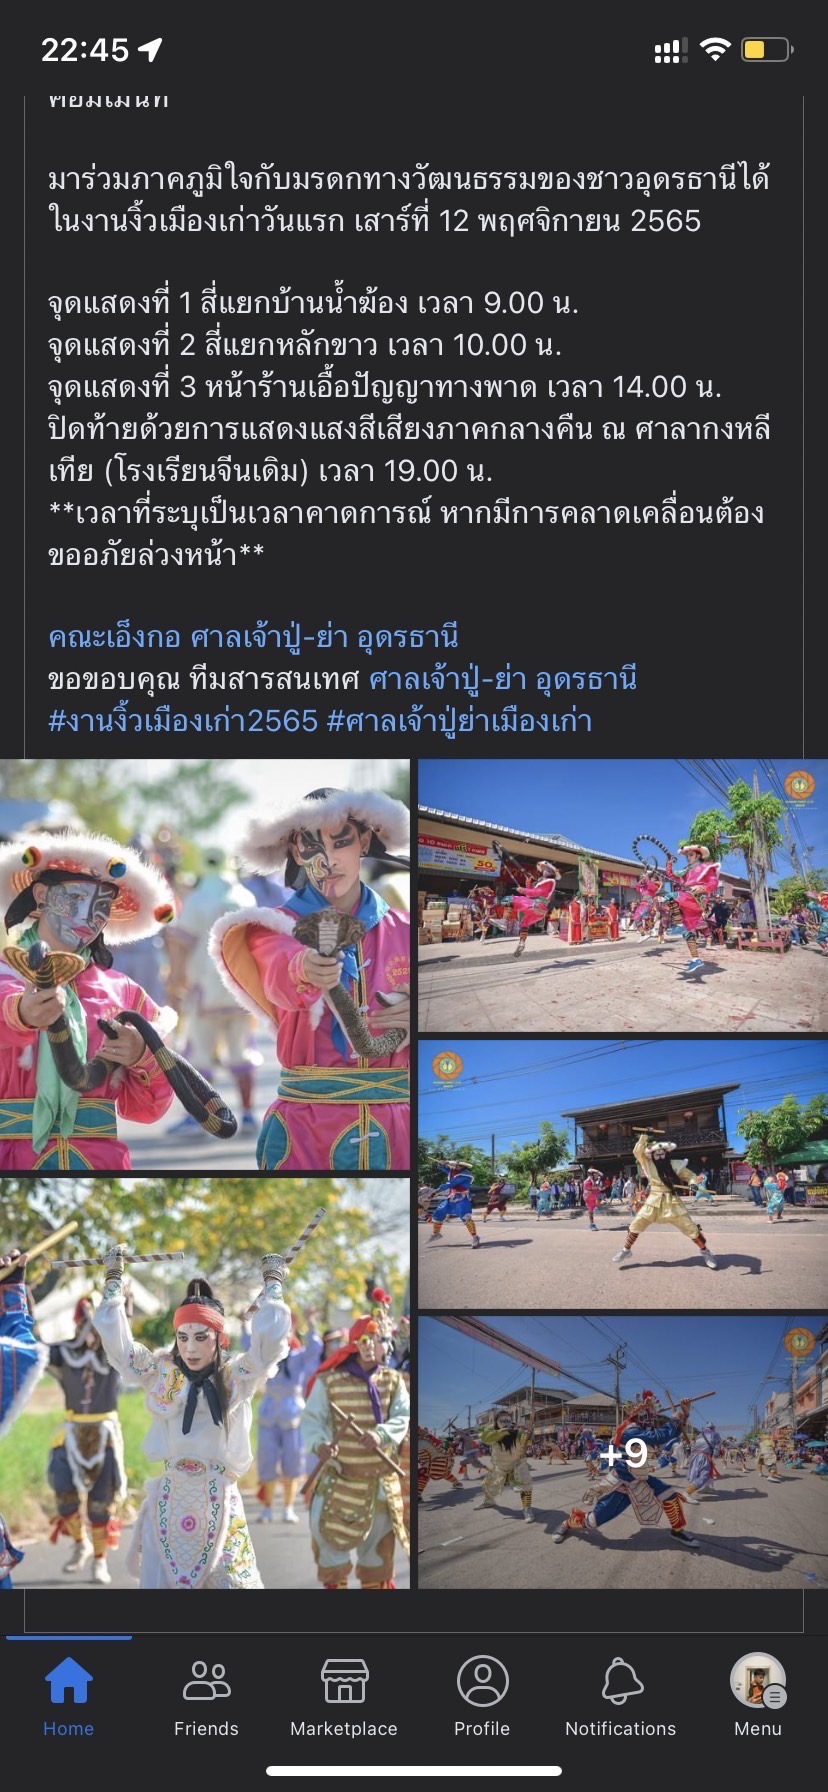 22:45
คอมเมนท์
มาร่วมภาคภูมิใจกับมรดกทางวัฒนธรรมของชาวอุดรธานีได้
ในงานงิ้วเมืองเก่าวันแรก เสาร์ที่ 12 พฤศจิกายน 2565
จุดแสดงที่ 1 สี่แยกบ้านน้ำฆ้อง เวลา 9.00 น.
จุดแสดงที่ 2 สี่แยกหลักขาว เวลา 10.00 น.
จุดแสดงที่ 3 หน้าร้านเอื้อปัญญาทางพาด เวลา 14.00 น.
ปิดท้ายด้วยการแสดงแสงสีเสียงภาคกลางคืน ณ ศาลากงหลี
เทีย (โรงเรียนจีนเดิม) เวลา 19.00 น.
**เวลาที่ระบุเป็นเวลาคาดการณ์ หากมีการคลาดเคลื่อนต้อง
ขออภัยล่วงหน้า**
คณะเอ็งกอ ศาลเจ้าปู่-ย่า อุดรธานี
ขอขอบคุณ ทีมสารสนเทศ ศาลเจ้าปู่-ย่า อุดรธานี
#งานงิ้วเมืองเก่า2565 #ศาลเจ้าปู่ย่าเมืองเก่า
+9
Home
Friends
Marketplace
Profile
Notifications
Menu